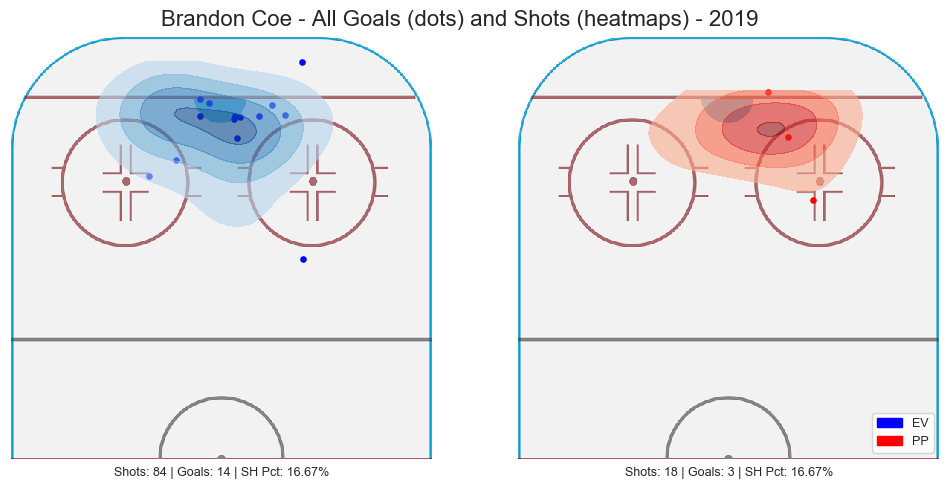 Brandon Coe - All Goals (dots) and Shots (heatmaps) - 2019
EV
PP
Shots: 84 | Goals: 14 | SH Pct: 16.67%
Shots: 18 | Goals: 3 | SH Pct: 16.67%